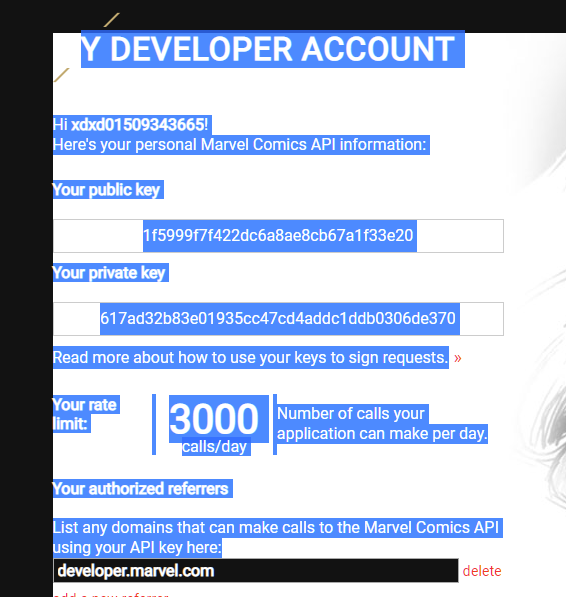 Y DEVELOPER ACCOUNT
Hi xdxd01509343665!
Here's your personal Marvel Comics API information:
Your public key
1f5999f7f422dc6a8ae8cb67a1f33e20
Your private key
617ad32b83e01935cc47cd4addc1ddb0306de370
Read more about how to use your keys to sign requests. »
Your rate
limit:
3000
calls/day
Number of calls your
application can make per day.
Your authorized referrers
List any domains that can make calls to the Marvel Comics API
using your API key here:
developer.marvel.com
delete
add a new referrer